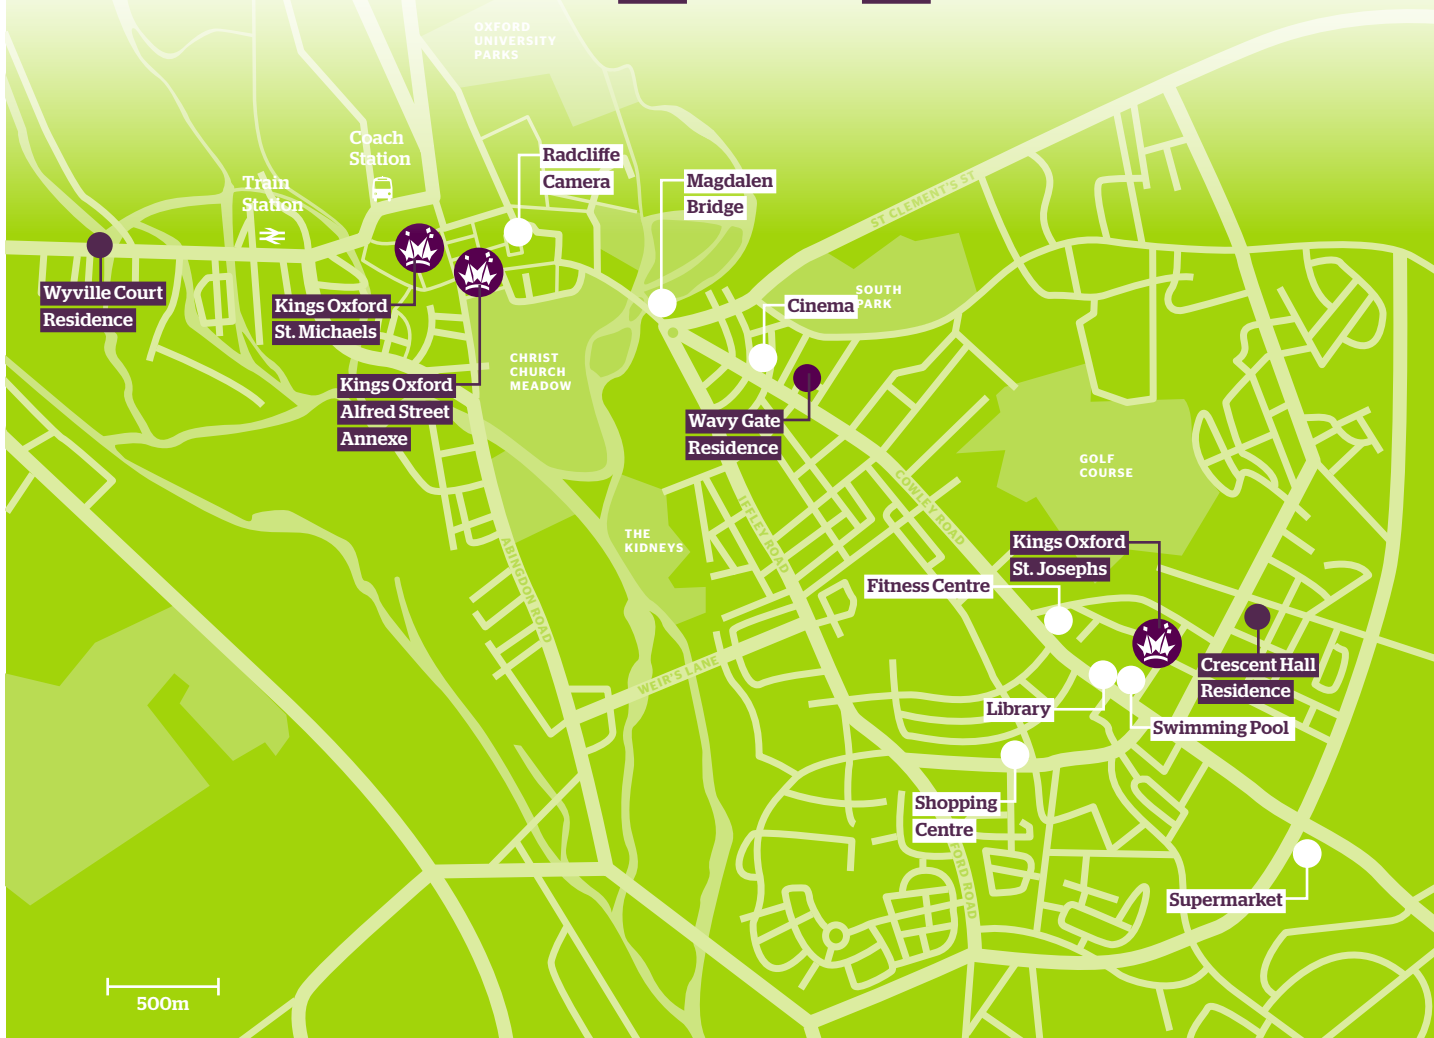 OXFORD
UNIVERSITY
PARKS
Coach
Station
Train
Station
Radcliffe
Camera
Magdalen
Bridge
ST CLEMENT'S ST
Wyville Court
Residence
Kings Oxford
St. Michaels
Cinema
SOUTH
PARK
CHRIST
CHURCH
MEADOW
Kings Oxford
Alfred Street
Annexe
Wavy Gate
Residence
GOLF
COURSE
COWLEY ROAD
IFFLEY ROAD
THE
KIDNEYS
ABINGDON ROAD
Kings Oxford
St. Josephs
Fitness Centre
WEIR'S LANE
Crescent Hall
Residence
Library
Swimming Pool
Shopping
Centre
FORD ROAD
Supermarket
500m